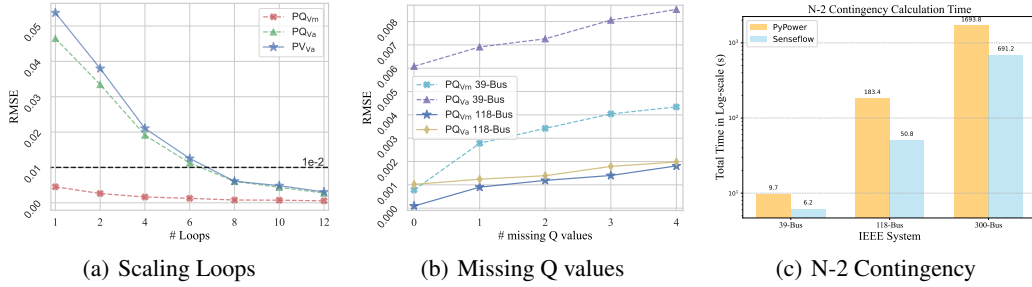 RMSE
0.05
0.04
0.03
0.02
0.01
0.00
PQVm
PQVa
PVVa
1e-2
1 2 4 6 8 10 12
# Loops
(a) Scaling Loops
RMSE
0.008
0.007
0.006
0.005
0.004
0.003
0.002
0.001
0.000
PQVm 39-Bus
PQVa 39-Bus
PQVm 118-Bus
PQVa 118-Bus
0 1 2 3 4
# missing Q values
(b) Missing Q values
N-2 Contingency Calculation Time
PyPower
Senseflow
Total Time in Log-scale (s)
10³
10²
10¹
9.7
6.2
183.4
50.8
1693.8
691.2
39-Bus 118-Bus 300-Bus
IEEE System
(c) N-2 Contingency